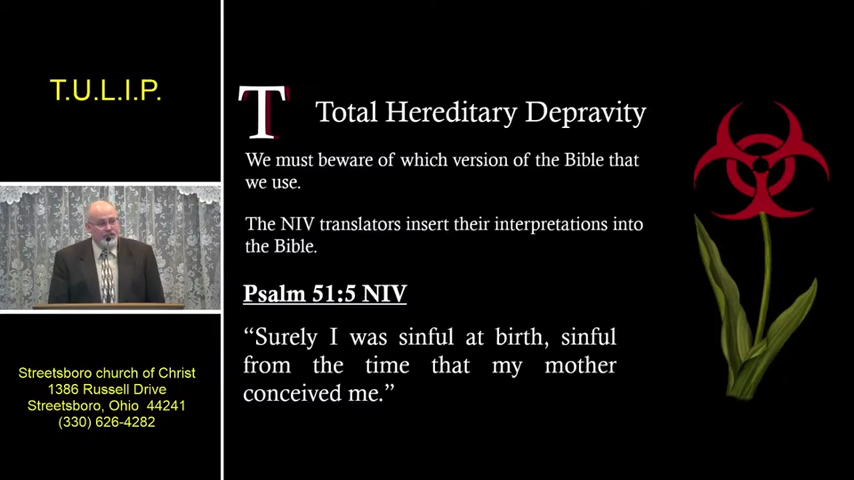 T.U.L.I.P.
T Total Hereditary Depravity
We must beware of which version of the Bible that
we use.
The NIV translators insert their interpretations into
the Bible.
Psalm 51:5 NIV
“Surely I was sinful at birth, sinful
from the time that my mother
conceived me.”
Streetsboro church of Christ
1386 Russell Drive
Streetsboro, Ohio 44241
(330) 626-4282